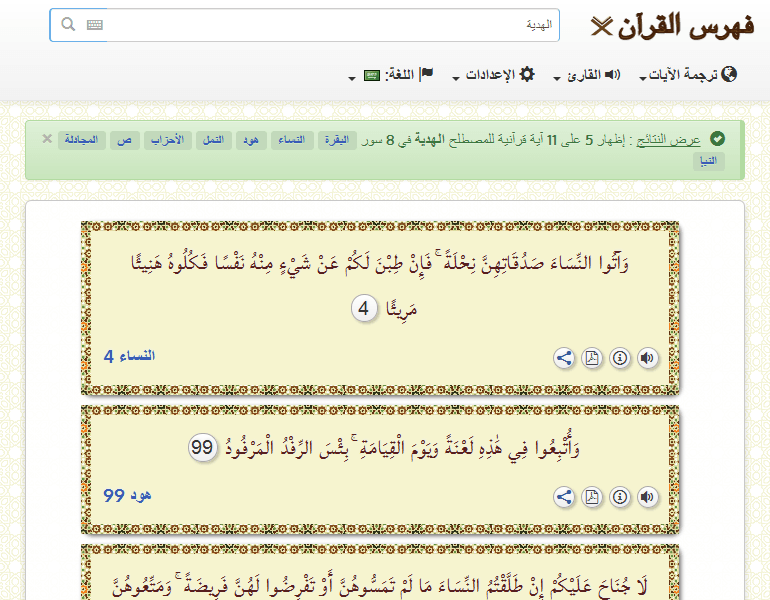 فهرس القرآن
الهدية
ترجمة الآيات
القارئ
الإعدادات
اللغة:
عرض النتائج : إظهار 5 على 11 آية قرآنية للمصطلح الهدية في 8 سور البقرة النساء هود النمل الأحزاب ص المجادلة
النبإ
وَآتُوا النِّسَاءَ صَدُقَاتِهِنَّ نِحْلَةً ۚ فَإِنْ طِبْنَ لَكُمْ عَنْ شَيْءٍ مِنْهُ نَفْسًا فَكُلُوهُ هَنِيئًا
مَرِيئًا 4
النساء 4
وَأُتْبِعُوا فِي هَٰذِهِ لَعْنَةً وَيَوْمَ الْقِيَامَةِ ۚ بِئْسَ الرِّفْدُ الْمَرْفُودُ 99
هود 99
لَا جُنَاحَ عَلَيْكُمْ إِنْ طَلَّقْتُمُ النِّسَاءَ مَا لَمْ تَمَسُّوهُنَّ أَوْ تَفْرِضُوا لَهُنَّ فَرِيضَةً ۚ وَمَتِّعُوهُنَّ